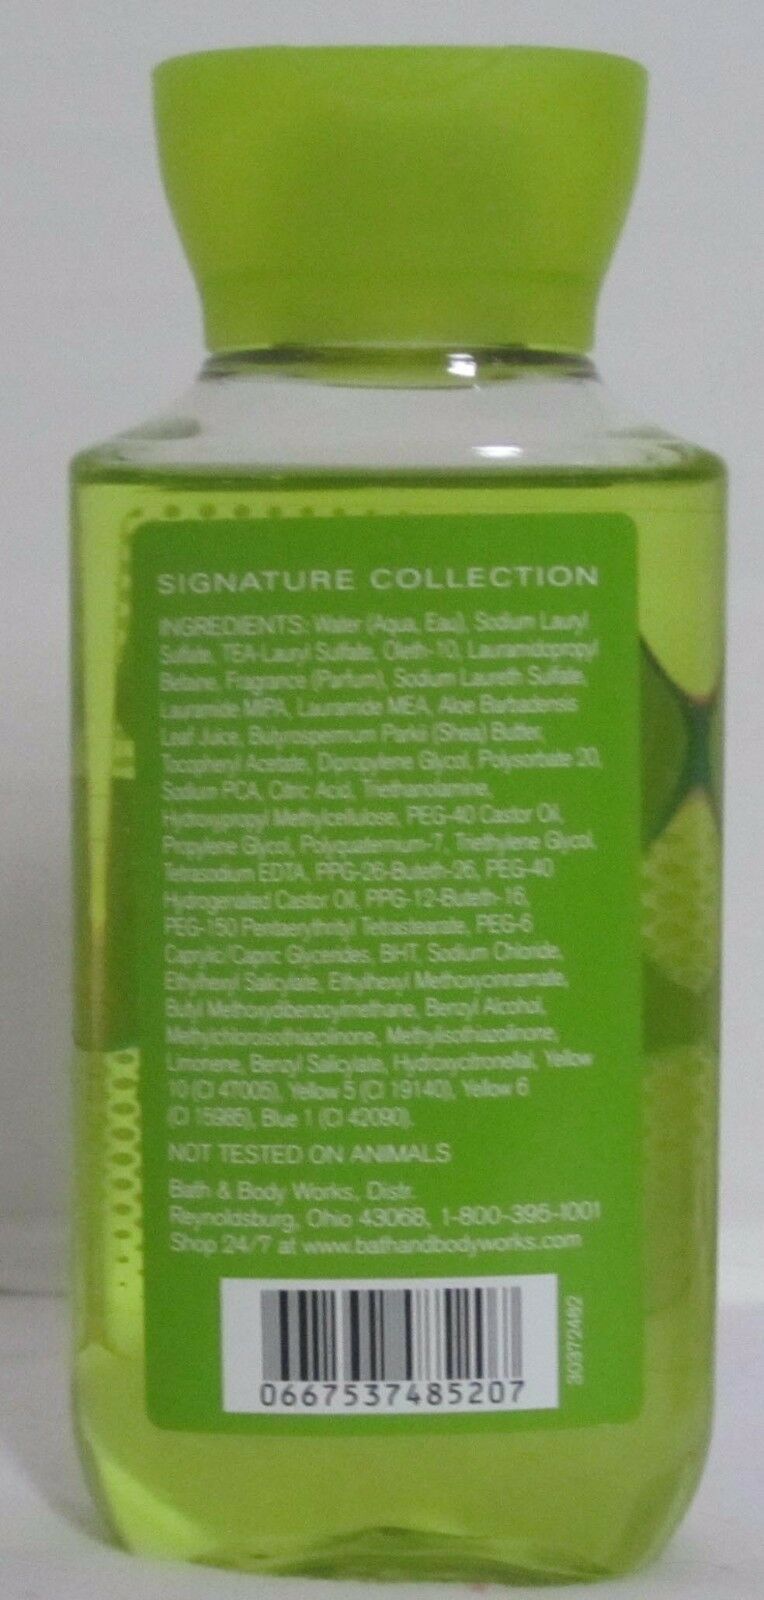 SIGNATURE COLLECTION
INGREDIENTS: Water (Aqua, Eau), Sodium Lauryl
Sulfate, TEA-Lauryl Sulfate, Oleth-10, Lauramidopropyl
Betaine, Fragrance (Parfum), Sodium Laureth Sulfate,
Lauramide MIPA, Lauramide MEA, Aloe Barbadensis
Leaf Juice, Butyrospermum Parkii (Shea) Butter,
Tocopheryl Acetate, Dipropylene Glycol, Polysorbate 20,
Sodium PCA, Citric Acid, Triethanolamine,
Hydroxypropyl Methylcellulose, PEG-40 Castor Oil,
Propylene Glycol, Polyquaternium-7, Triethylene Glycol,
Tetrasodium EDTA, PPG-26-Buteth-26, PEG-40
Hydrogenated Castor Oil, PPG-12-Buteth-16,
PEG-150 Pentaerythrityl Tetrastearate, PEG-6
Caprylic/Capric Glycerides, BHT, Sodium Chloride,
Ethylhexyl Salicylate, Ethylhexyl Methoxycinnamate,
Butyl Methoxydibenzoylmethane, Benzyl Alcohol,
Methylchloroisothiazolinone, Methylisothiazolinone,
Limonene, Benzyl Salicylate, Hydroxycitronellal, Yellow
10 (CI 47005), Yellow 5 (CI 19140), Yellow 6
(CI 15985), Blue 1 (CI 42090).
NOT TESTED ON ANIMALS
Bath & Body Works, Distr.
Reynoldsburg, Ohio 43068, 1-800-395-1001
Shop 24/7 at www.bathandbodyworks.com
0667537485207
30372482